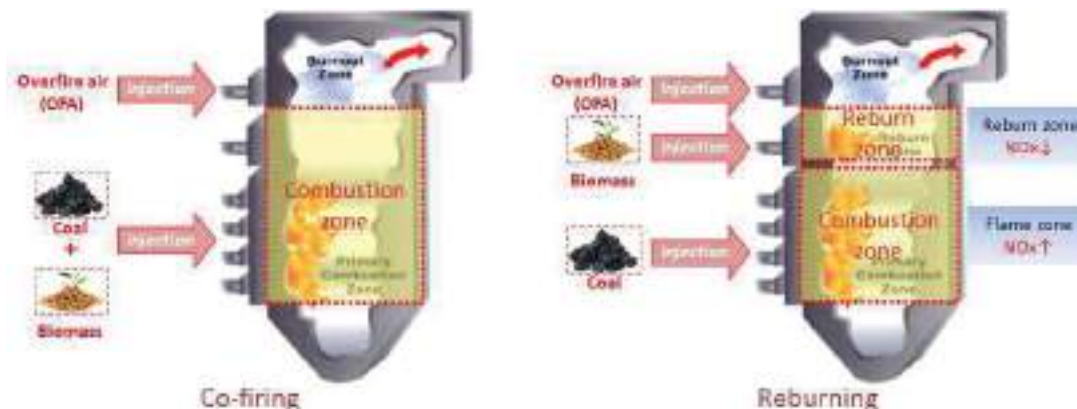 Burnout
Zone
Overfire air
(OFA)
Injection
Combustion
zone
Primary
Combustion
Zone
Coal
+
Biomass
Injection
Co-firing
Burnout
Zone
Overfire air
(OFA)
Injection
Reburn
zone
Reburn zone
NOx↓
Biomass
Injection
Combustion
zone
Primary
Combustion
Zone
Flame zone
NOx↑
Coal
Injection
Reburning